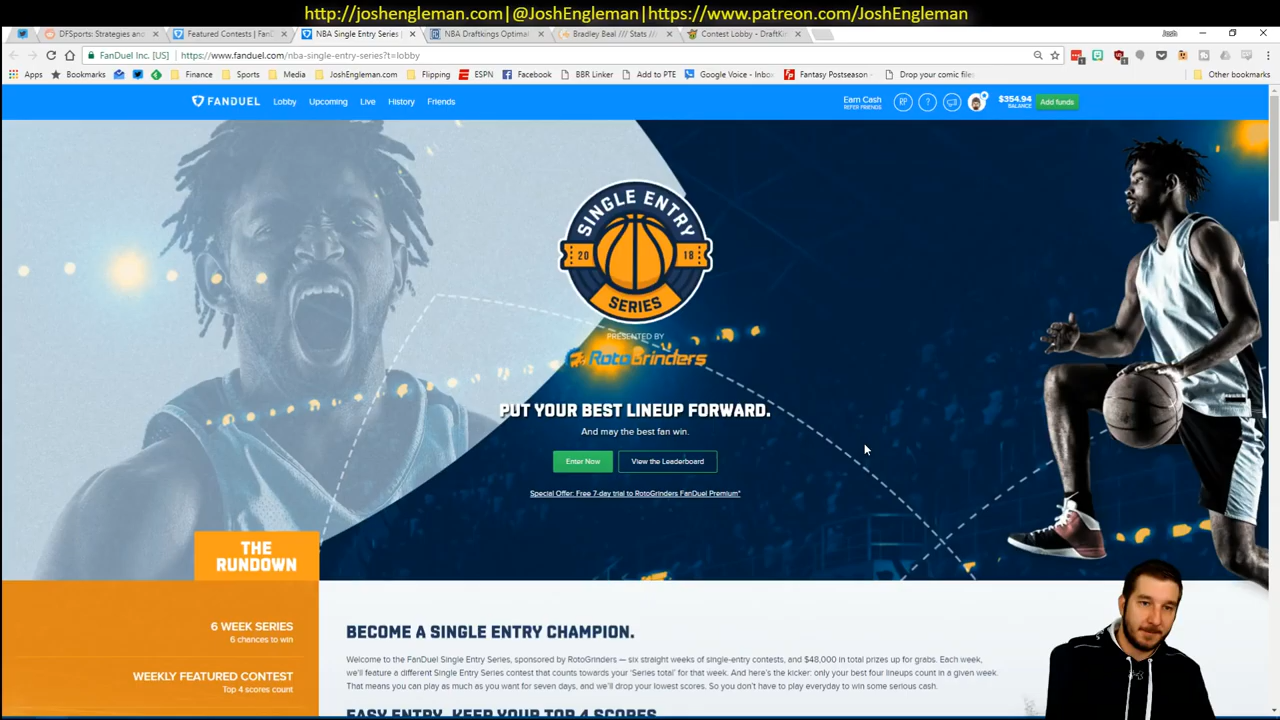 http://joshengleman.com|@JoshEngleman|https://www.patreon.com/JoshEngleman
DFSports: Strategies and
Featured Contests | Fan
NBA Single Entry Series |
NBA Draftkings Optimal
Bradley Beal /// Stats //
Contest Lobby - DraftKi
Josh
FanDuel Inc. [US]
https://www.fanduel.com/nba-single-entry-series?t=lobby
Apps
Bookmarks
Finance
Sports
Media
JoshEngleman.com
Flipping
ESPN
Facebook
BBR Linker
Add to PTE
Google Voice - Inbo
Fantasy Postseason
Drop your comic file
Other bookmarks
FANDUEL
Lobby
Upcoming
Live
History
Friends
Earn Cash
REFER FRIENDS
RP
?
$354.94
BALANCE
Add funds
SINGLE ENTRY
20 18
SERIES
PRESENTED BY
RotoGrinders
PUT YOUR BEST LINEUP FORWARD.
And may the best fan win.
Enter Now
View the Leaderboard
Special Offer: Free 7-day trial to RotoGrinders FanDuel Premium*
THE
RUNDOWN
6 WEEK SERIES
6 chances to win
WEEKLY FEATURED CONTEST
Top 4 scores count
BECOME A SINGLE ENTRY CHAMPION.
Welcome to the FanDuel Single Entry Series, sponsored by RotoGrinders — six straight weeks of single-entry contests, and $48,000 in total prizes up for grabs. Each week,
we'll feature a different Single Entry Series contest that counts towards your 'Series total' for that week. And here's the kicker: only your best four lineups count in a given week.
That means you can play as much as you want for seven days, and we'll drop your lowest scores. So you don't have to play everyday to win some serious cash.
EASY ENTRY. KEEP YOUR TOP 4 SCORES